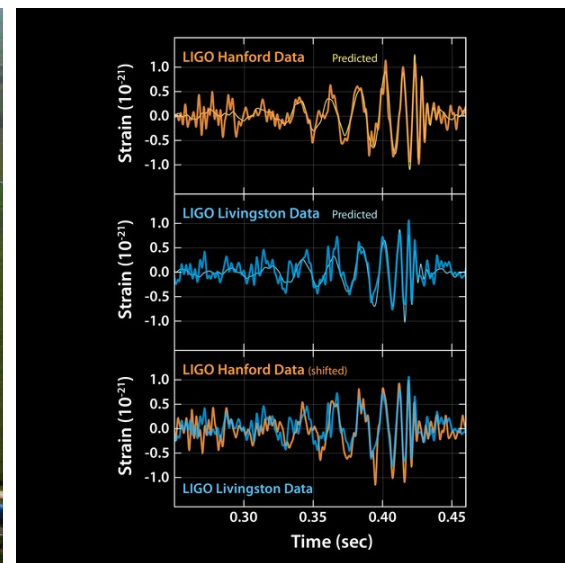 LIGO Hanford Data Predicted
1.0
0.5
0.0
-0.5
-1.0
Strain (10-21)
LIGO Livingston Data Predicted
1.0
0.5
0.0
-0.5
-1.0
Strain (10-21)
LIGO Hanford Data (shifted)
1.0
0.5
0.0
-0.5
-1.0
Strain (10-21)
LIGO Livingston Data
0.30 0.35 0.40 0.45
Time (sec)